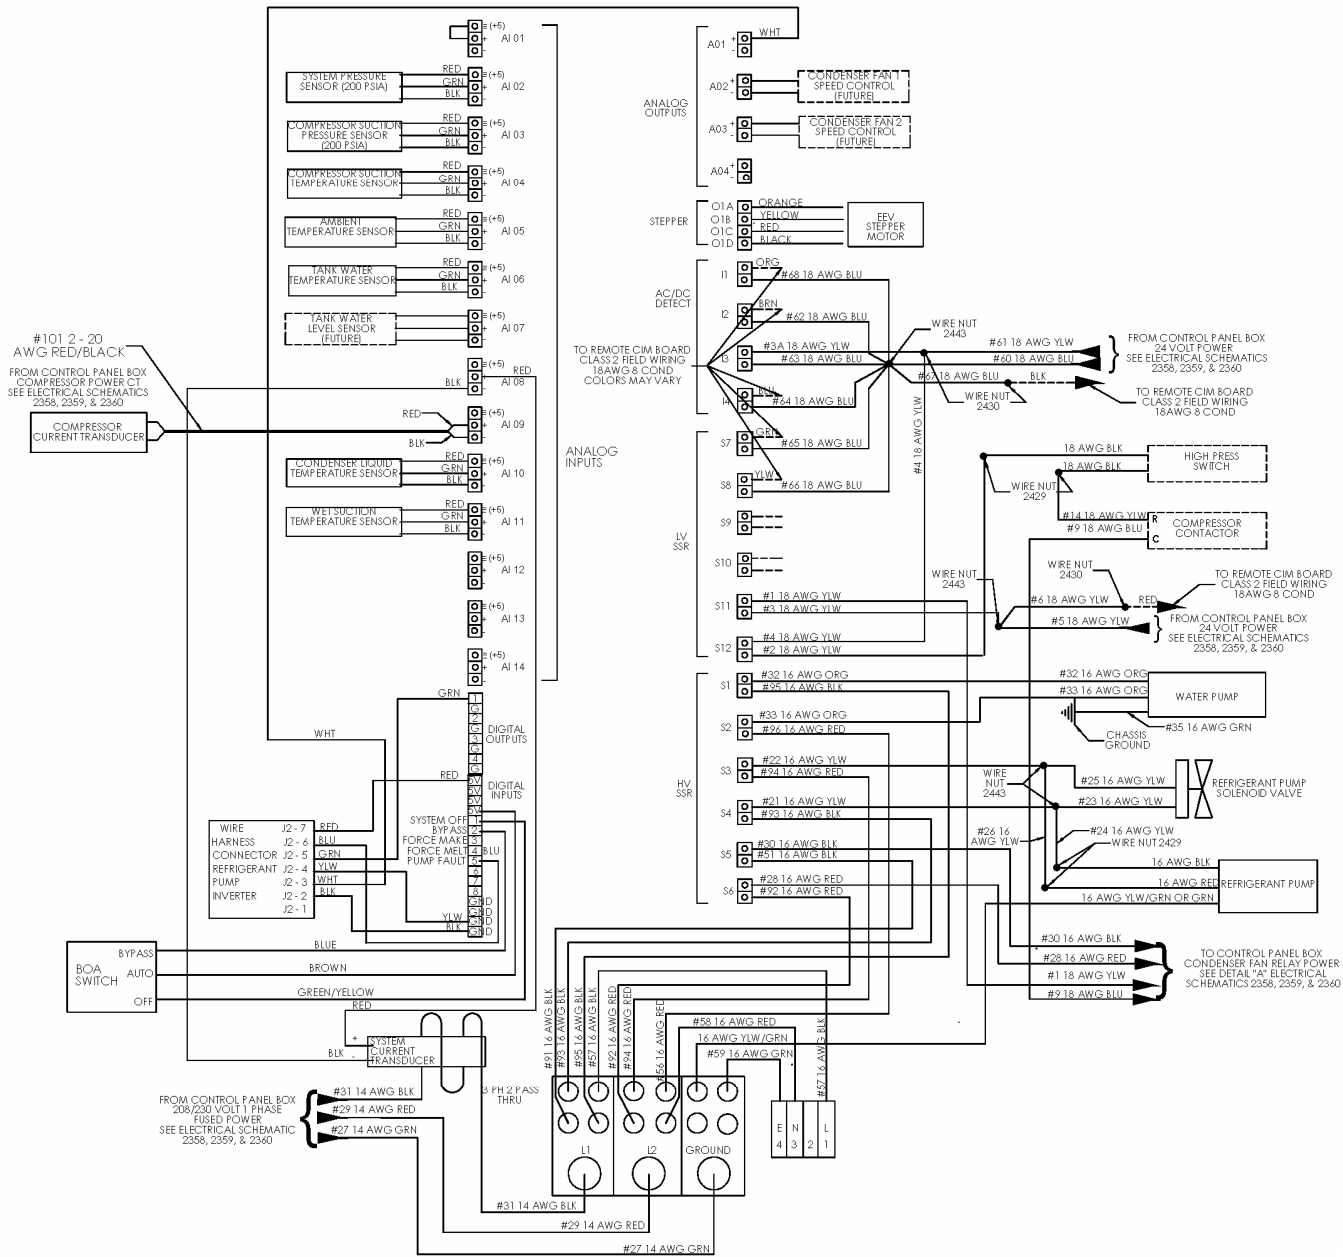 (+5)
+ AI 01
-
SYSTEM PRESSURE
SENSOR (200 PSIA)
RED
GRN
BLK
(+5)
+ AI 02
-
COMPRESSOR SUCTION
PRESSURE SENSOR
(200 PSIA)
RED
GRN
BLK
(+5)
+ AI 03
-
COMPRESSOR SUCTION
TEMPERATURE SENSOR
RED
GRN
BLK
(+5)
+ AI 04
-
AMBIENT
TEMPERATURE SENSOR
RED
GRN
BLK
(+5)
+ AI 05
-
TANK WATER
TEMPERATURE SENSOR
RED
GRN
BLK
(+5)
+ AI 06
-
TANK WATER
LEVEL SENSOR
(FUTURE)
(+5)
+ AI 07
-
#101 2 - 20
AWG RED/BLACK
FROM CONTROL PANEL BOX
COMPRESSOR POWER CT
SEE ELECTRICAL SCHEMATICS
2358, 2359, & 2360
COMPRESSOR
CURRENT TRANSDUCER
(+5)
RED
BLK
AI 08
-
RED
BLK
(+5)
+ AI 09
-
CONDENSER LIQUID
TEMPERATURE SENSOR
RED
GRN
BLK
(+5)
+ AI 10
-
WET SUCTION
TEMPERATURE SENSOR
RED
GRN
BLK
(+5)
+ AI 11
-
(+5)
+ AI 12
-
(+5)
+ AI 13
-
(+5)
+ AI 14
-
ANALOG
INPUTS
GRN
1
G
2
G
3
G
4
G
DIGITAL
OUTPUTS
WHT
RED
5V
5V
5V
5V
DIGITAL
INPUTS
SYSTEM OFF 1
BYPASS 2
FORCE MAKE 3
FORCE MELT 4 BLU
PUMP FAULT 5
6
7
8
GND
GND
YLW GND
BLK GND
WIRE
HARNESS
CONNECTOR
REFRIGERANT
PUMP
INVERTER
J2 - 7 RED
J2 - 6 BLU
J2 - 5 GRN
J2 - 4 YLW
J2 - 3 WHT
J2 - 2 BLK
J2 - 1
BOA
SWITCH
BYPASS
AUTO
OFF
BLUE
BROWN
GREEN/YELLOW
RED
BLK
+
-
SYSTEM
CURRENT
TRANSDUCER
3 PH 2 PASS
THRU
FROM CONTROL PANEL BOX
208/230 VOLT 1 PHASE
FUSED POWER
SEE ELECTRICAL SCHEMATIC
2358, 2359, & 2360
#31 14 AWG BLK
#29 14 AWG RED
#27 14 AWG GRN
#31 14 AWG BLK
#29 14 AWG RED
#27 14 AWG GRN
ANALOG
OUTPUTS
A01 + - WHT
A02 + -
CONDENSER FAN 1
SPEED CONTROL
(FUTURE)
A03 + -
CONDENSER FAN 2
SPEED CONTROL
(FUTURE)
A04 + -
STEPPER
O1A ORANGE
O1B YELLOW
O1C RED
O1D BLACK
EEV
STEPPER
MOTOR
AC/DC
DETECT
I1 ORG
#68 18 AWG BLU
I2 BRN
#62 18 AWG BLU
I3 #3A 18 AWG YLW
#63 18 AWG BLU
I4 BLU
#64 18 AWG BLU
TO REMOTE CIM BOARD
CLASS 2 FIELD WIRING
18AWG 8 COND
COLORS MAY VARY
WIRE NUT
2443
#61 18 AWG YLW
#60 18 AWG BLU
#67 18 AWG BLU
BLK
WIRE NUT
2430
FROM CONTROL PANEL BOX
24 VOLT POWER
SEE ELECTRICAL SCHEMATICS
2358, 2359, & 2360
TO REMOTE CIM BOARD
CLASS 2 FIELD WIRING
18AWG 8 COND
#4 18 AWG YLW
LV
SSR
S7 GRN
#65 18 AWG BLU
S8 YLW
#66 18 AWG BLU
S9
S10
S11 #1 18 AWG YLW
#3 18 AWG YLW
S12 #4 18 AWG YLW
#2 18 AWG YLW
18 AWG BLK
18 AWG BLK
WIRE NUT
2429
HIGH PRESS
SWITCH
#14 18 AWG YLW
#9 18 AWG BLU
R
C
COMPRESSOR
CONTACTOR
WIRE NUT
2443
WIRE NUT
2430
TO REMOTE CIM BOARD
CLASS 2 FIELD WIRING
18AWG 8 COND
#6 18 AWG YLW
RED
#5 18 AWG YLW
FROM CONTROL PANEL BOX
24 VOLT POWER
SEE ELECTRICAL SCHEMATICS
2358, 2359, & 2360
HV
SSR
S1 #32 16 AWG ORG
#95 16 AWG BLK
S2 #33 16 AWG ORG
#96 16 AWG RED
S3 #22 16 AWG YLW
#94 16 AWG RED
S4 #21 16 AWG YLW
#93 16 AWG BLK
S5 #30 16 AWG BLK
#51 16 AWG BLK
S6 #28 16 AWG RED
#92 16 AWG RED
#32 16 AWG ORG
#33 16 AWG ORG
WATER PUMP
#35 16 AWG GRN
CHASSIS
GROUND
WIRE
NUT
2443
#25 16 AWG YLW
#23 16 AWG YLW
REFRIGERANT PUMP
SOLENOID VALVE
#26 16
AWG YLW
#24 16 AWG YLW
WIRE NUT 2429
16 AWG BLK
16 AWG RED
16 AWG YLW/GRN OR GRN
REFRIGERANT PUMP
#30 16 AWG BLK
#28 16 AWG RED
#1 18 AWG YLW
#9 18 AWG BLU
TO CONTROL PANEL BOX
CONDENSER FAN RELAY POWER
SEE DETAIL "A" ELECTRICAL
SCHEMATICS 2358, 2359, & 2360
#91 16 AWG BLK
#93 16 AWG BLK
#95 16 AWG BLK
#57 16 AWG BLK
#92 16 AWG RED
#94 16 AWG RED
#56 16 AWG RED
#58 16 AWG RED
16 AWG YLW/GRN
#59 16 AWG GRN
#57 16 AWG BLK
L1
L2
GROUND
E N L
4 3 2 1